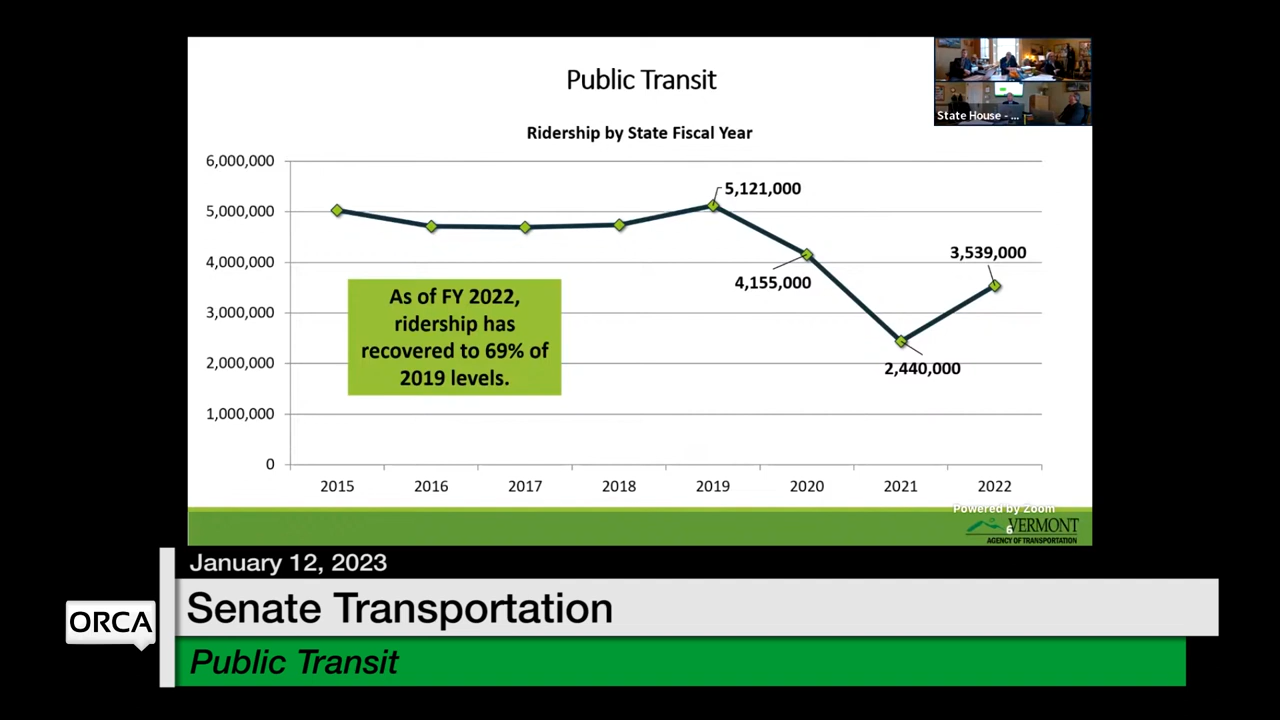 Public Transit
State House - ...
Ridership by State Fiscal Year
6,000,000
5,000,000
4,000,000
3,000,000
2,000,000
1,000,000
0
5,121,000
4,155,000
2,440,000
3,539,000
As of FY 2022,
ridership has
recovered to 69% of
2019 levels.
2015 2016 2017 2018 2019 2020 2021 2022
Powered by Zoom
6
VERMONT
AGENCY OF TRANSPORTATION
January 12, 2023
ORCA
Senate Transportation
Public Transit